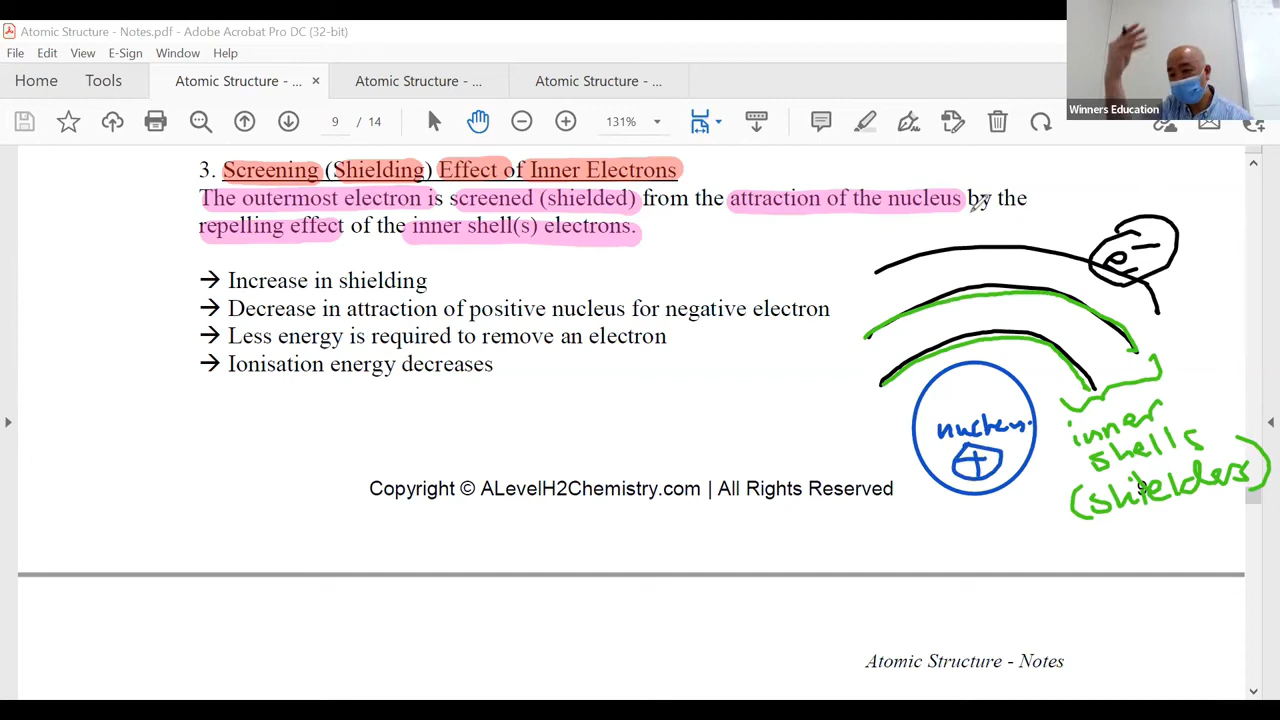 Atomic Structure - Notes.pdf - Adobe Acrobat Pro DC (32-bit)
File Edit View E-Sign Window Help
Home Tools Atomic Structure - ... × Atomic Structure - ... Atomic Structure - ...
Winners Education
9 / 14 131%
3. Screening (Shielding) Effect of Inner Electrons
The outermost electron is screened (shielded) from the attraction of the nucleus by the
repelling effect of the inner shell(s) electrons.
e−
→ Increase in shielding
→ Decrease in attraction of positive nucleus for negative electron
→ Less energy is required to remove an electron
→ Ionisation energy decreases
nucleus
+
inner
shells
(shielders)
Copyright © ALevelH2Chemistry.com | All Rights Reserved
9
Atomic Structure - Notes